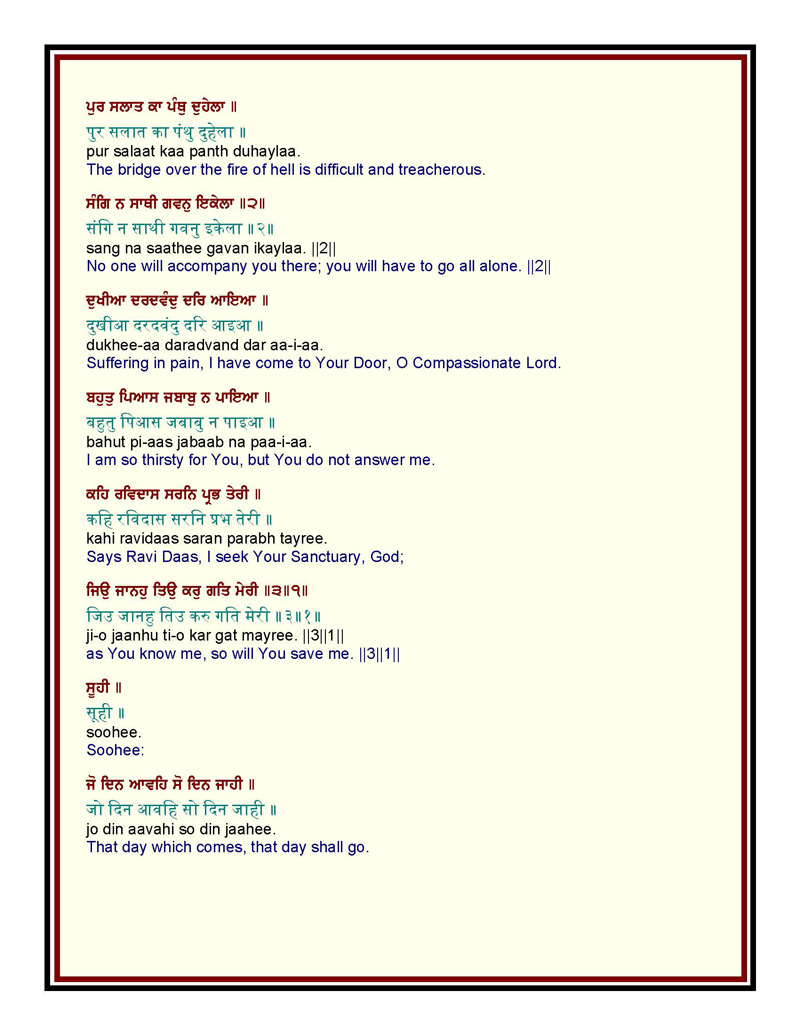 ਪੁਰ ਸਲਾਤ ਕਾ ਪੰਥੁ ਦੁਹੇਲਾ ॥
पुर सलात का पंथु दुहेला ॥
pur salaat kaa panth duhaylaa.
The bridge over the fire of hell is difficult and treacherous.
ਸੰਗਿ ਨ ਸਾਥੀ ਗਵਨੁ ਇਕੇਲਾ ॥੨॥
संगि न साथी गवनु इकेला ॥२॥
sang na saathee gavan ikaylaa. ||2||
No one will accompany you there; you will have to go all alone. ||2||
ਦੁਖੀਆ ਦਰਦਵੰਦੁ ਦਰਿ ਆਇਆ ॥
दुखीआ दरदवंदु दरि आइआ ॥
dukhee-aa daradvand dar aa-i-aa.
Suffering in pain, I have come to Your Door, O Compassionate Lord.
ਬਹੁਤੁ ਪਿਆਸ ਜਬਾਬੁ ਨ ਪਾਇਆ ॥
बहुतु पिआस जबाबु न पाइआ ॥
bahut pi-aas jabaab na paa-i-aa.
I am so thirsty for You, but You do not answer me.
ਕਹਿ ਰਵਿਦਾਸ ਸਰਨਿ ਪ੍ਰਭ ਤੇਰੀ ॥
कहि रविदास सरनि प्रभ तेरी ॥
kahi ravidaas saran parabh tayree.
Says Ravi Daas, I seek Your Sanctuary, God;
ਜਿਉ ਜਾਨਹੁ ਤਿਉ ਕਰੁ ਗਤਿ ਮੇਰੀ ॥੩॥੧॥
जिउ जानहु तिउ करु गति मेरी ॥३॥१॥
ji-o jaanhu ti-o kar gat mayree. ||3||1||
as You know me, so will You save me. ||3||1||
ਸੂਹੀ ॥
सूही ॥
soohee.
Soohee:
ਜੋ ਦਿਨ ਆਵਹਿ ਸੋ ਦਿਨ ਜਾਹੀ ॥
जो दिन आवहि सो दिन जाही ॥
jo din aavahi so din jaahee.
That day which comes, that day shall go.